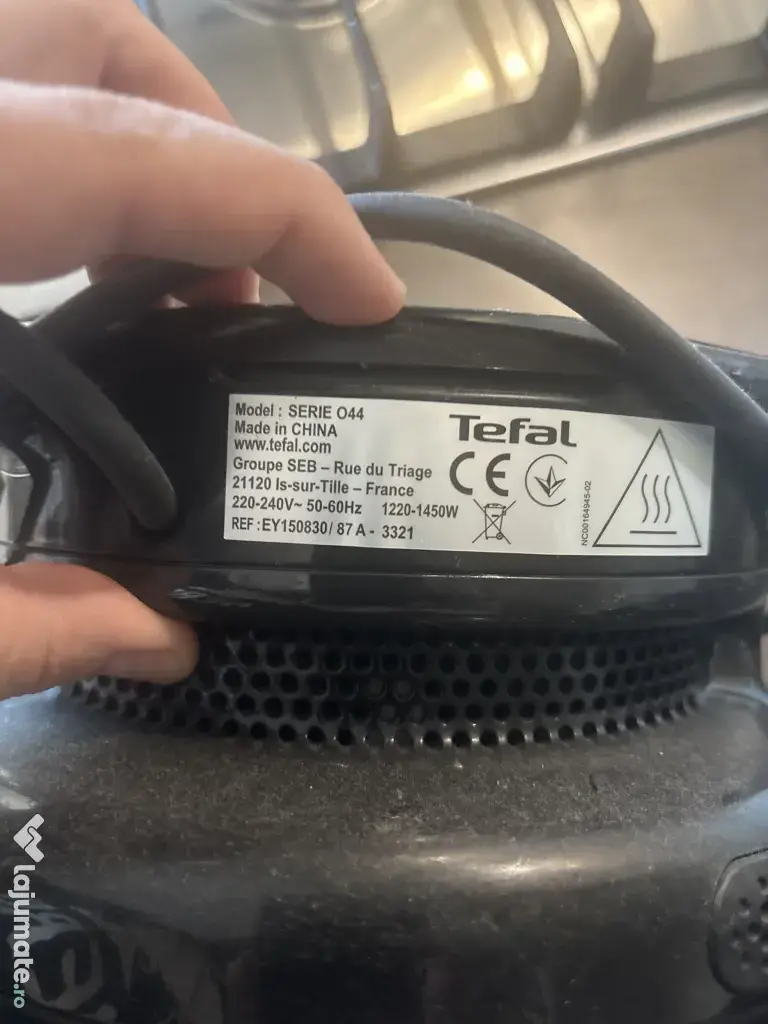 Model : SERIE O44
Made in CHINA
www.tefal.com
Groupe SEB – Rue du Triage
21120 Is-sur-Tille – France
220-240V~ 50-60Hz 1220-1450W
REF : EY150830/ 87 A - 3321
Tefal
CE
NC00164945-02
lajumate.ro